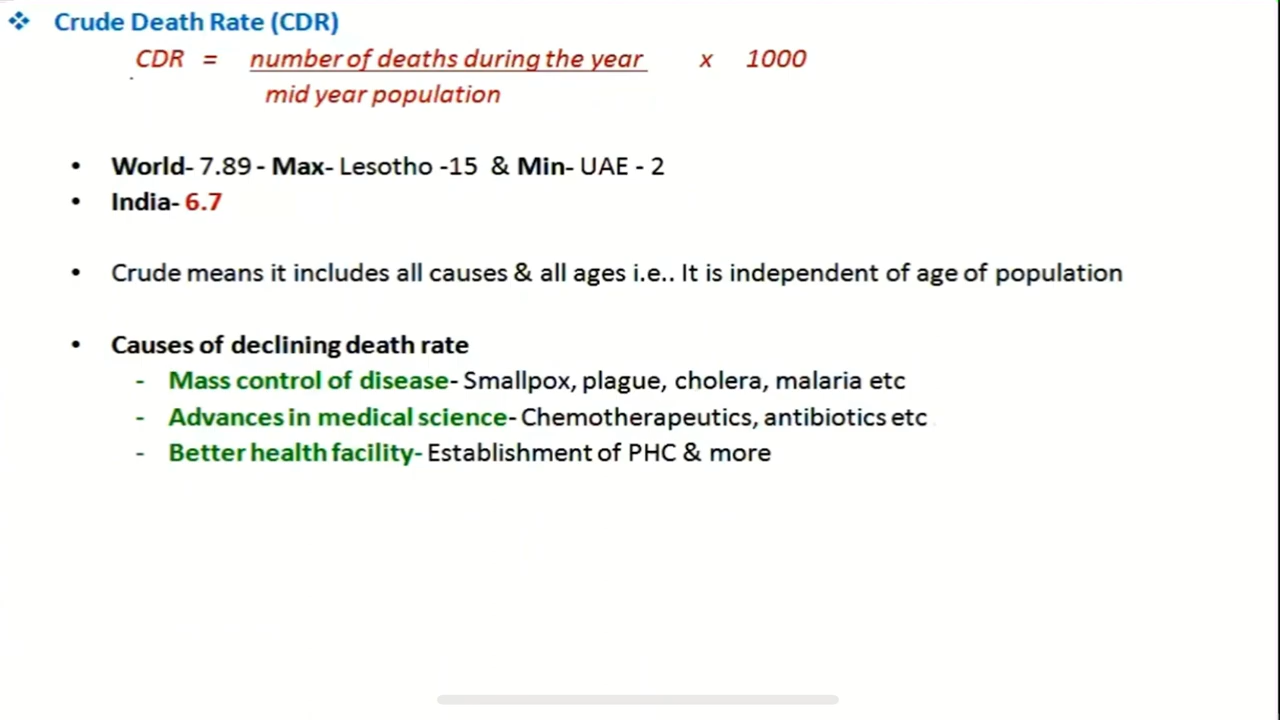 ❖ Crude Death Rate (CDR)
CDR = number of deaths during the year x 1000
mid year population
• World- 7.89 - Max- Lesotho -15 & Min- UAE - 2
• India- 6.7
• Crude means it includes all causes & all ages i.e.. It is independent of age of population
• Causes of declining death rate
- Mass control of disease- Smallpox, plague, cholera, malaria etc
- Advances in medical science- Chemotherapeutics, antibiotics etc
- Better health facility- Establishment of PHC & more